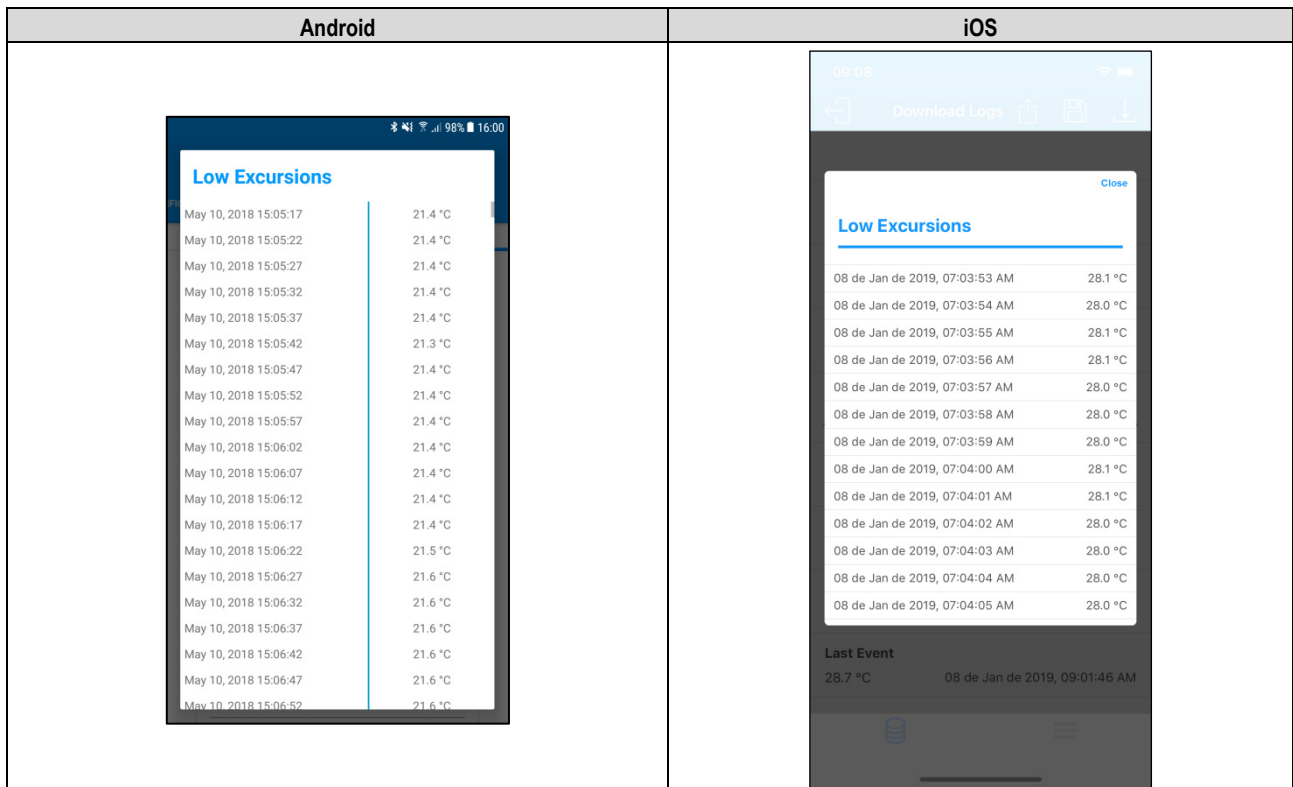 Android
iOS
98% 16:00
Low Excursions
May 10, 2018 15:05:17 21.4 °C
May 10, 2018 15:05:22 21.4 °C
May 10, 2018 15:05:27 21.4 °C
May 10, 2018 15:05:32 21.4 °C
May 10, 2018 15:05:37 21.4 °C
May 10, 2018 15:05:42 21.3 °C
May 10, 2018 15:05:47 21.4 °C
May 10, 2018 15:05:52 21.4 °C
May 10, 2018 15:05:57 21.4 °C
May 10, 2018 15:06:02 21.4 °C
May 10, 2018 15:06:07 21.4 °C
May 10, 2018 15:06:12 21.4 °C
May 10, 2018 15:06:17 21.4 °C
May 10, 2018 15:06:22 21.5 °C
May 10, 2018 15:06:27 21.6 °C
May 10, 2018 15:06:32 21.6 °C
May 10, 2018 15:06:37 21.6 °C
May 10, 2018 15:06:42 21.6 °C
May 10, 2018 15:06:47 21.6 °C
May 10, 2018 15:06:52 21.6 °C
09:08
Download Logs
Close
Low Excursions
08 de Jan de 2019, 07:03:53 AM 28.1 °C
08 de Jan de 2019, 07:03:54 AM 28.0 °C
08 de Jan de 2019, 07:03:55 AM 28.1 °C
08 de Jan de 2019, 07:03:56 AM 28.1 °C
08 de Jan de 2019, 07:03:57 AM 28.0 °C
08 de Jan de 2019, 07:03:58 AM 28.0 °C
08 de Jan de 2019, 07:03:59 AM 28.0 °C
08 de Jan de 2019, 07:04:00 AM 28.1 °C
08 de Jan de 2019, 07:04:01 AM 28.1 °C
08 de Jan de 2019, 07:04:02 AM 28.0 °C
08 de Jan de 2019, 07:04:03 AM 28.0 °C
08 de Jan de 2019, 07:04:04 AM 28.0 °C
08 de Jan de 2019, 07:04:05 AM 28.0 °C
Last Event
28.7 °C 08 de Jan de 2019, 09:01:46 AM